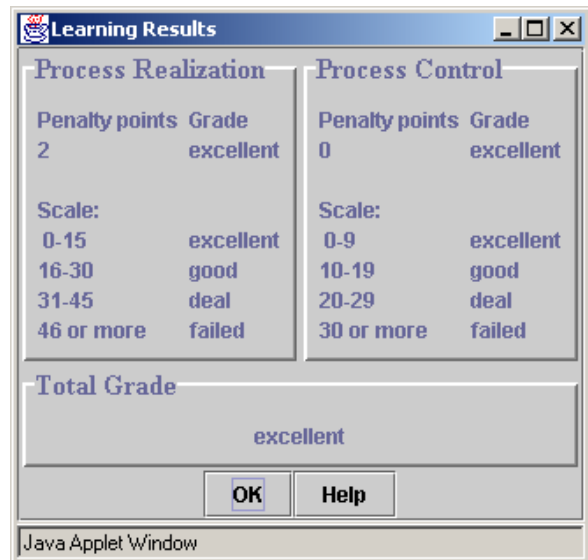 Learning Results
Process Realization
Penalty points Grade
2 excellent
Scale:
0-15 excellent
16-30 good
31-45 deal
46 or more failed
Process Control
Penalty points Grade
0 excellent
Scale:
0-9 excellent
10-19 good
20-29 deal
30 or more failed
Total Grade
excellent
OK Help
Java Applet Window